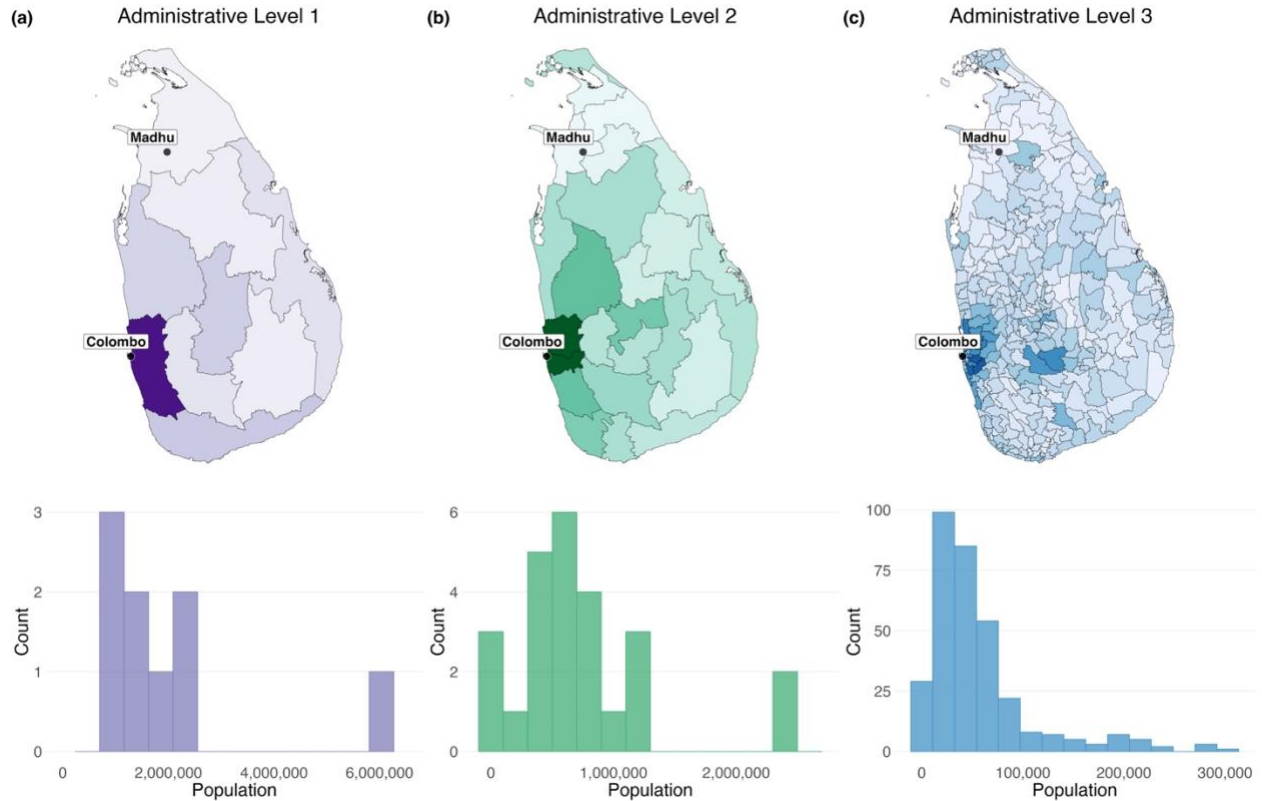 (a) Administrative Level 1
(b) Administrative Level 2
(c) Administrative Level 3
Madhu
Colombo
Madhu
Colombo
Madhu
Colombo
3
2
1
0
Count
0 2,000,000 4,000,000 6,000,000
Population
6
4
2
0
Count
0 1,000,000 2,000,000
Population
100
75
50
25
0
Count
0 100,000 200,000 300,000
Population